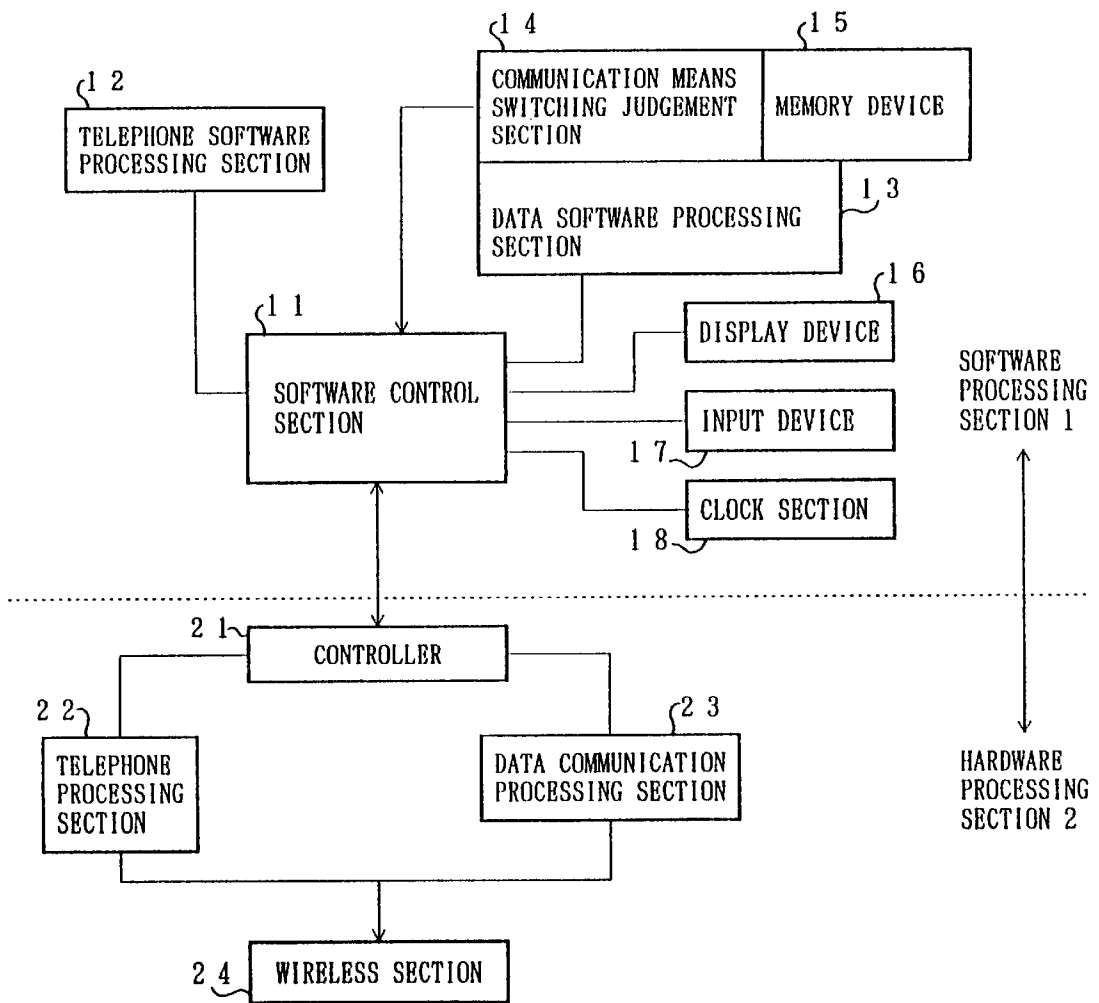 14
15
12
COMMUNICATION MEANS
SWITCHING JUDGEMENT
SECTION
MEMORY DEVICE
TELEPHONE SOFTWARE
PROCESSING SECTION
13
DATA SOFTWARE PROCESSING
SECTION
16
11
DISPLAY DEVICE
SOFTWARE CONTROL
SECTION
SOFTWARE
PROCESSING
SECTION 1
INPUT DEVICE
17
CLOCK SECTION
18
21
CONTROLLER
22
23
TELEPHONE
PROCESSING
SECTION
DATA COMMUNICATION
PROCESSING SECTION
HARDWARE
PROCESSING
SECTION 2
WIRELESS SECTION
24